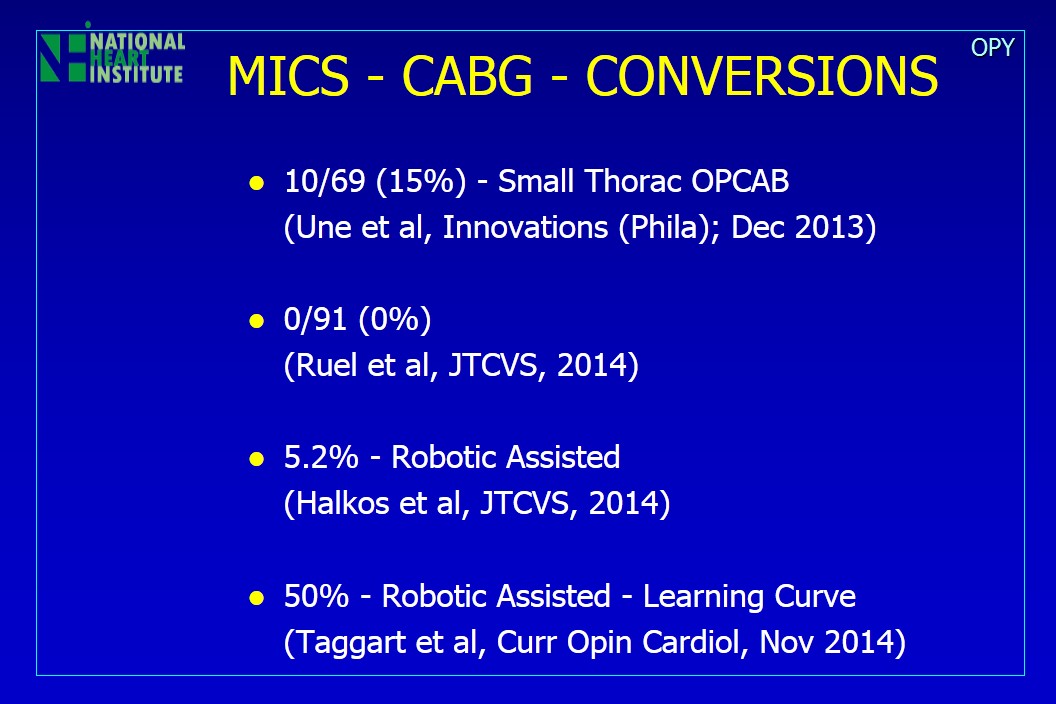 NATIONAL
HEART
INSTITUTE
OPY
MICS - CABG - CONVERSIONS
● 10/69 (15%) - Small Thorac OPCAB
(Une et al, Innovations (Phila); Dec 2013)
● 0/91 (0%)
(Ruel et al, JTCVS, 2014)
● 5.2% - Robotic Assisted
(Halkos et al, JTCVS, 2014)
● 50% - Robotic Assisted - Learning Curve
(Taggart et al, Curr Opin Cardiol, Nov 2014)